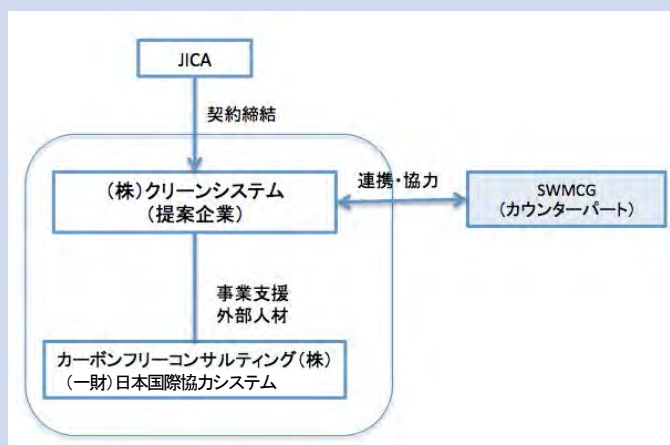 JICA
契約締結
(株)クリーンシステム
(提案企業)
連携・協力
SWMCG
(カウンターパート)
事業支援
外部人材
カーボンフリーコンサルティング(株)
(一財)日本国際協力システム